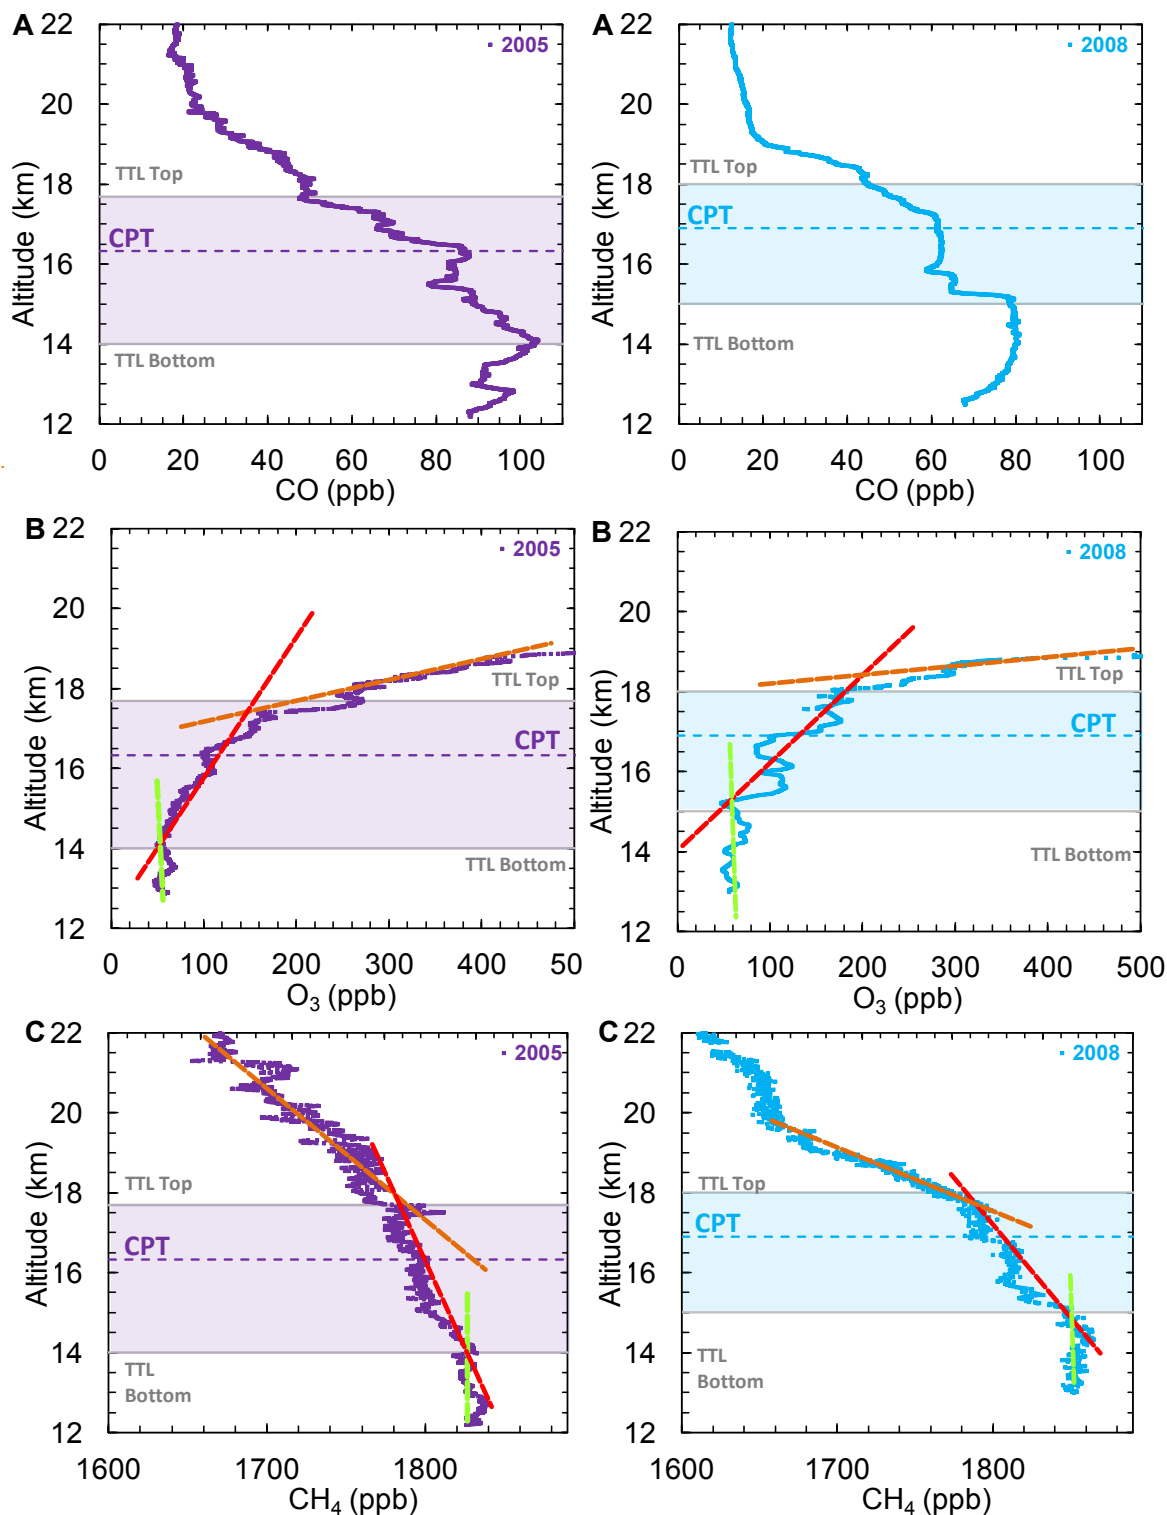 A
2005
22
20
18
16
14
12
Altitude (km)
TTL Top
CPT
TTL Bottom
0 20 40 60 80 100
CO (ppb)
A
2008
22
20
18
16
14
12
Altitude (km)
TTL Top
CPT
TTL Bottom
0 20 40 60 80 100
CO (ppb)
B
2005
22
20
18
16
14
12
Altitude (km)
TTL Top
CPT
TTL Bottom
0 100 200 300 400 50
O3 (ppb)
B
2008
22
20
18
16
14
12
Altitude (km)
TTL Top
CPT
TTL Bottom
0 100 200 300 400 500
O3 (ppb)
C
2005
22
20
18
16
14
12
Altitude (km)
TTL Top
CPT
TTL
Bottom
1600 1700 1800
CH4 (ppb)
C
2008
22
20
18
16
14
12
Altitude (km)
TTL Top
CPT
TTL
Bottom
1600 1700 1800
CH4 (ppb)